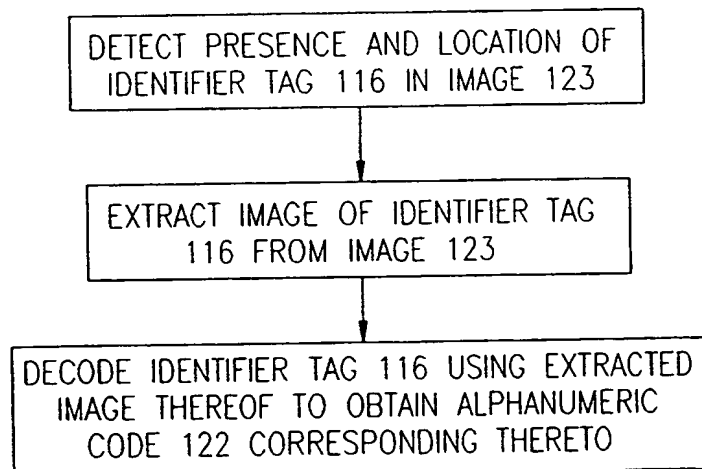 DETECT PRESENCE AND LOCATION OF
IDENTIFIER TAG 116 IN IMAGE 123
EXTRACT IMAGE OF IDENTIFIER TAG
116 FROM IMAGE 123
DECODE IDENTIFIER TAG 116 USING EXTRACTED
IMAGE THEREOF TO OBTAIN ALPHANUMERIC
CODE 122 CORRESPONDING THERETO